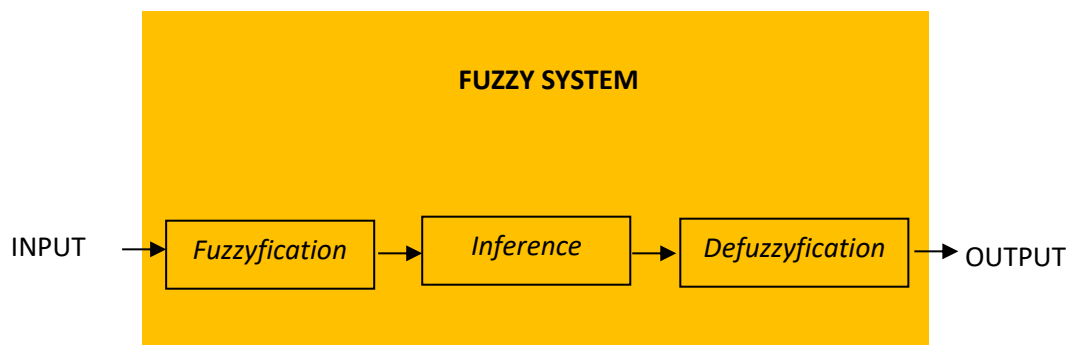 FUZZY SYSTEM
INPUT
Fuzzyfication
Inference
Defuzzyfication
OUTPUT